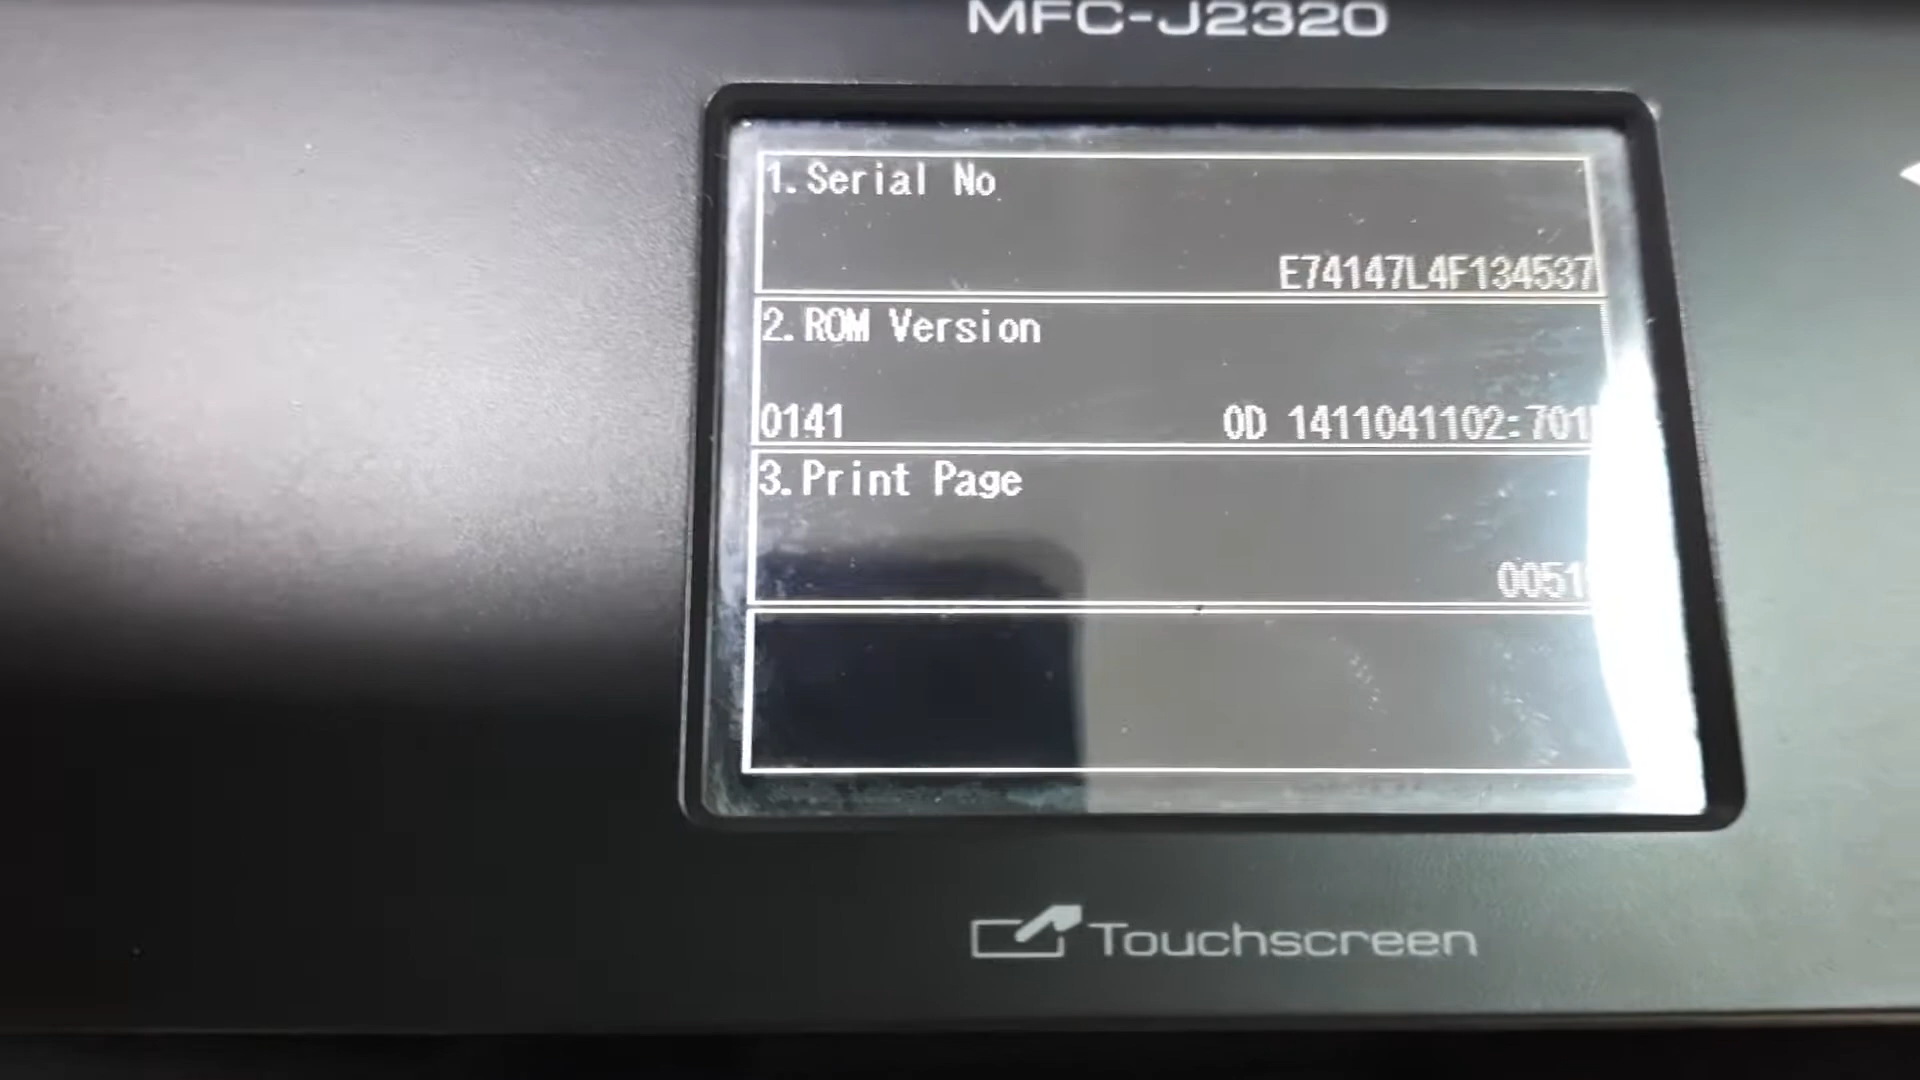 MFC-J2320
1.Serial No
E74147L4F134537
2.ROM Version
0141 0D 1411041102:701
3.Print Page
0051
Touchscreen